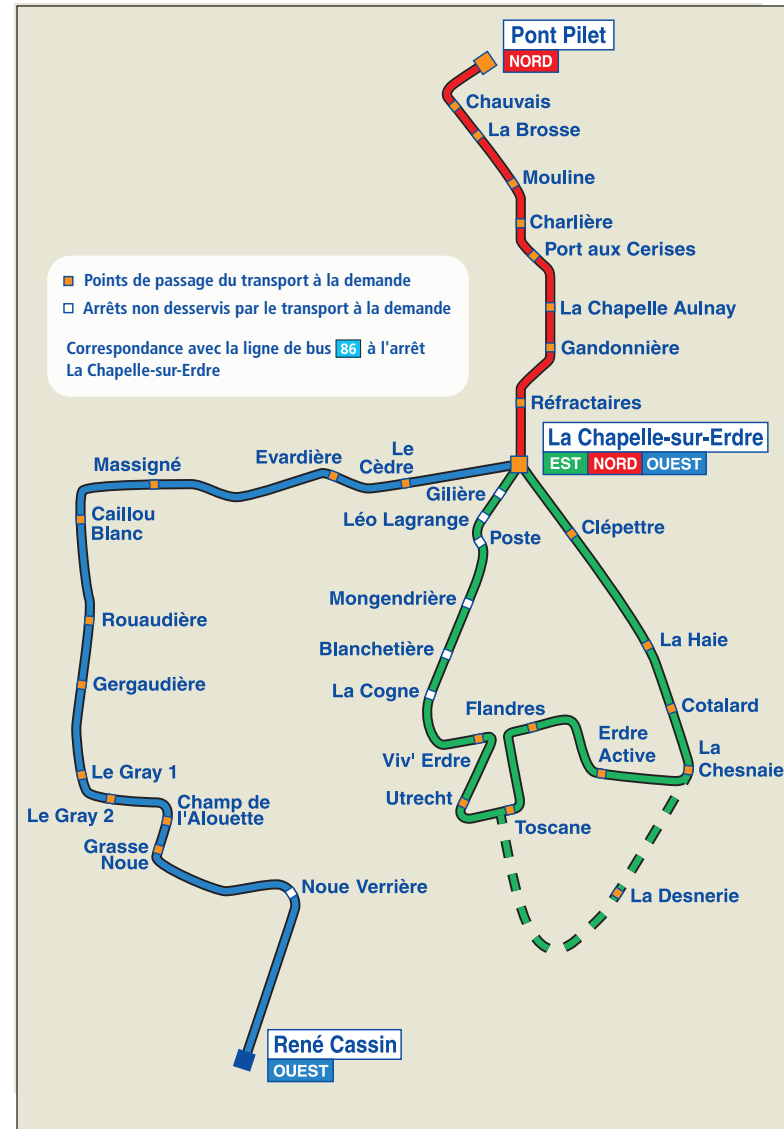 Pont Pilet
NORD
Chauvais
La Brosse
Mouline
Charlière
Port aux Cerises
La Chapelle Aulnay
Gandonnière
Réfractaires
Points de passage du transport à la demande
Arrêts non desservis par le transport à la demande
Correspondance avec la ligne de bus 86 à l'arrêt
La Chapelle-sur-Erdre
La Chapelle-sur-Erdre
EST NORD OUEST
Le
Cèdre
Evardière
Massigné
Caillou
Blanc
Rouaudière
Gergaudière
Le Gray 1
Le Gray 2
Champ de
l'Alouette
Grasse
Noue
Noue Verrière
René Cassin
OUEST
Gilière
Léo Lagrange
Poste
Mongendrière
Blanchetière
La Cogne
Viv' Erdre
Utrecht
Toscane
Flandres
Erdre
Active
Clépettre
La Haie
Cotalard
La
Chesnaie
La Desnerie